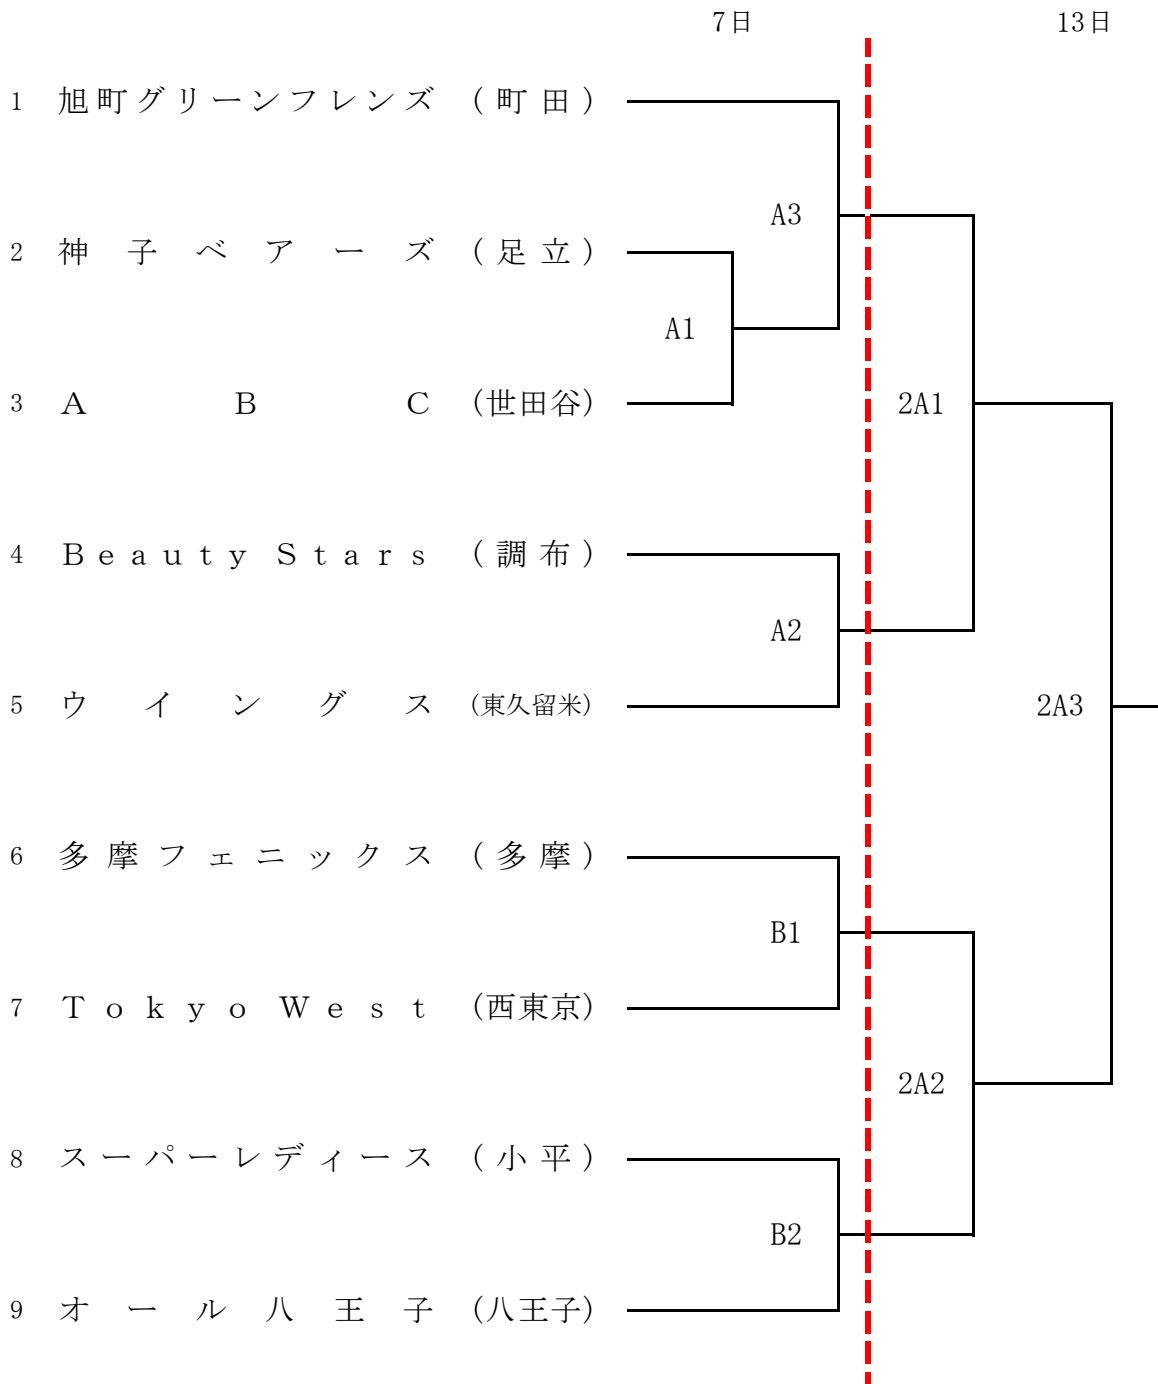 7日 13日
1 旭町グリーンフレンズ (町田)
A3
2 神子ベアーズ (足立)
A1
3 ABC (世田谷) 2A1
4 Beauty Stars (調布)
A2
5 ウイングス (東久留米) 2A3
6 多摩フェニックス (多摩)
B1
7 Tokyo West (西東京)
2A2
8 スーパーレディース (小平)
B2
9 オール八王子 (八王子)